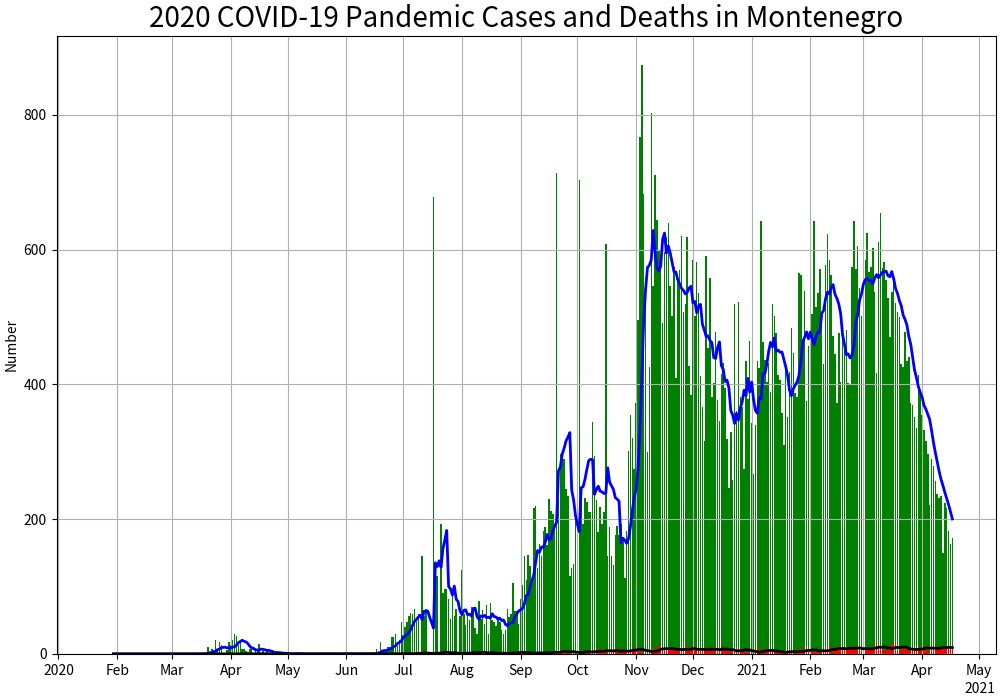 2020 COVID-19 Pandemic Cases and Deaths in Montenegro
Number
800
600
400
200
0
2020 Feb Mar Apr May Jun Jul Aug Sep Oct Nov Dec 2021 Feb Mar Apr May
2021